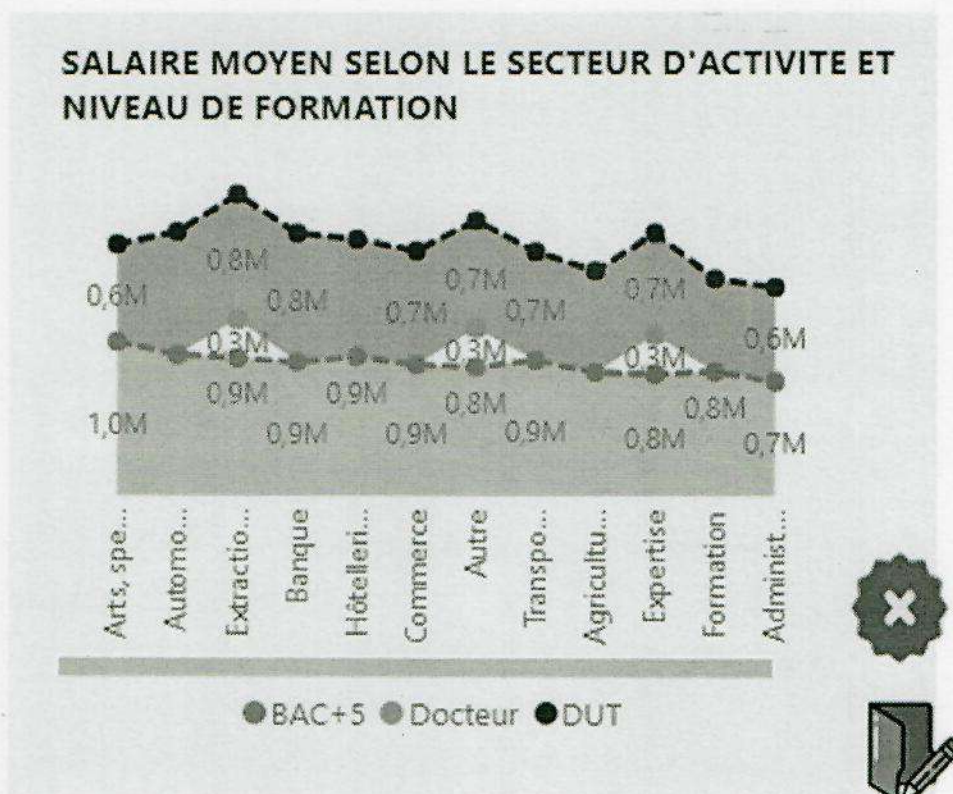 SALAIRE MOYEN SELON LE SECTEUR D'ACTIVITE ET
NIVEAU DE FORMATION
0,8M
0,7M
0,7M
0,6M
0,8M
0,7M
0,7M
0,3M
0,3M
0,3M
0,6M
0,9M
0,9M
0,8M
0,8M
1,0M
0,9M
0,9M
0,9M
0,8M
0,7M
Arts, spe...
Automo...
Extractio...
Banque
Hôtelleri...
Commerce
Autre
Transpo...
Agricultu...
Expertise
Formation
Administ...
BAC+5 Docteur DUT